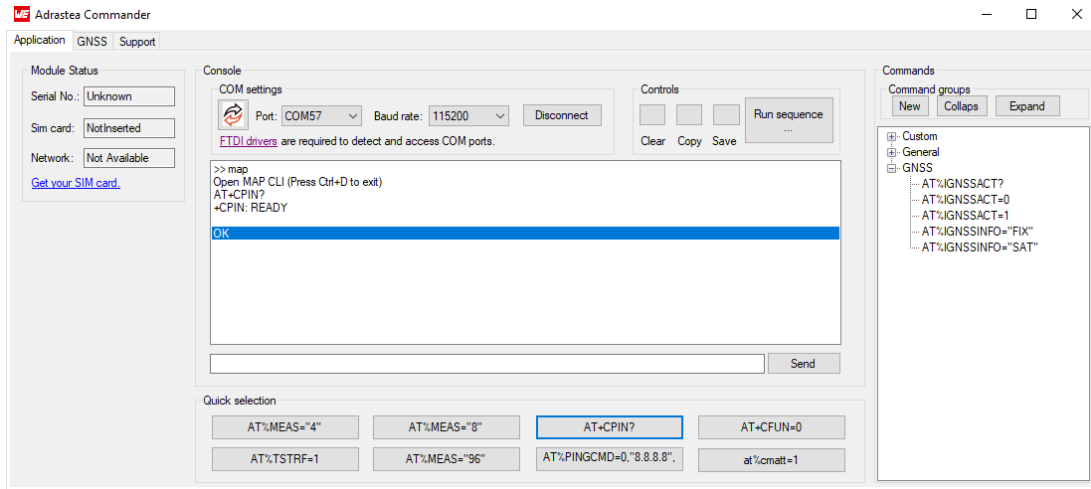 WE Adrastea Commander
Application GNSS Support
Module Status
Serial No.: Unknown
Sim card: NotInserted
Network: Not Available
Get your SIM card.
Console
COM settings
Port: COM57 Baud rate: 115200 Disconnect
FTDI drivers are required to detect and access COM ports.
Controls
Clear Copy Save
Run sequence
...
>> map
Open MAP CLI (Press Ctrl+D to exit)
AT+CPIN?
+CPIN: READY
OK
Send
Quick selection
AT%MEAS="4" AT%MEAS="8" AT+CPIN? AT+CFUN=0
AT%TSTRF=1 AT%MEAS="96" AT%PINGCMD=0,"8.8.8.8", at%cmatt=1
Commands
Command groups
New Collaps Expand
Custom
General
GNSS
AT%IGNSSACT?
AT%IGNSSACT=0
AT%IGNSSACT=1
AT%IGNSSINFO="FIX"
AT%IGNSSINFO="SAT"